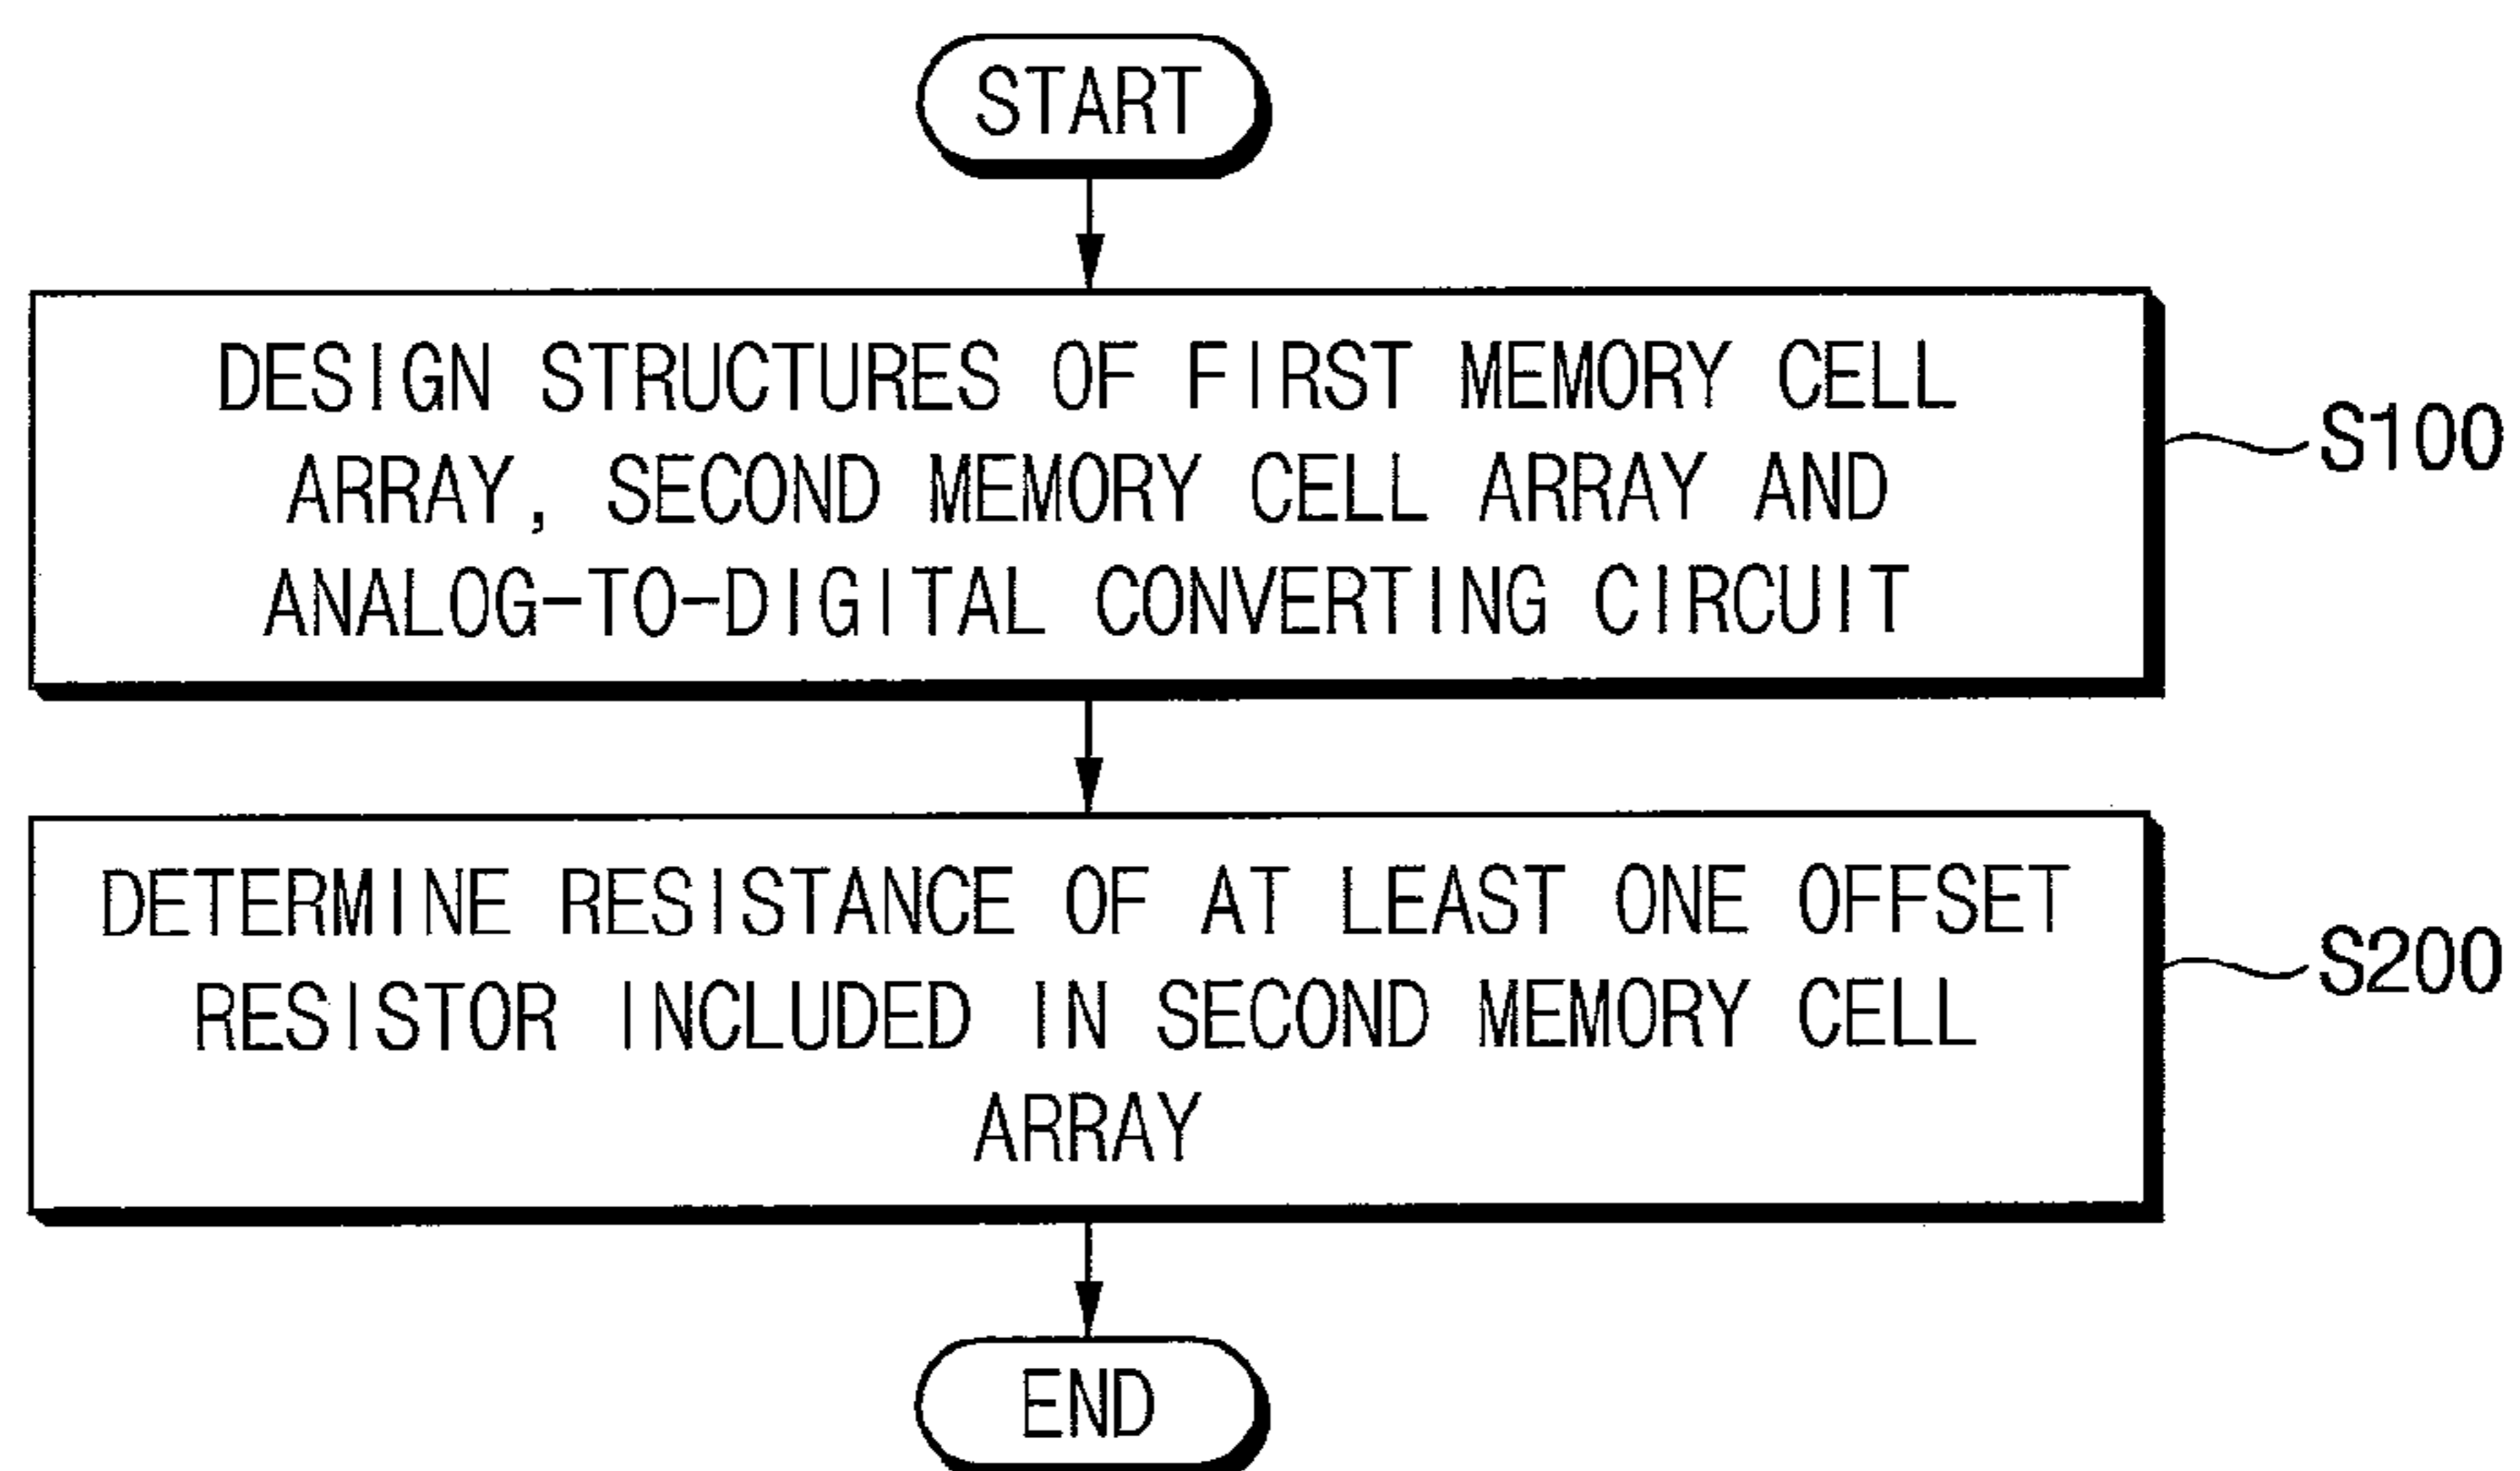 START
DESIGN STRUCTURES OF FIRST MEMORY CELL
ARRAY, SECOND MEMORY CELL ARRAY AND
ANALOG-TO-DIGITAL CONVERTING CIRCUIT
S100
DETERMINE RESISTANCE OF AT LEAST ONE OFFSET
RESISTOR INCLUDED IN SECOND MEMORY CELL
ARRAY
S200
END